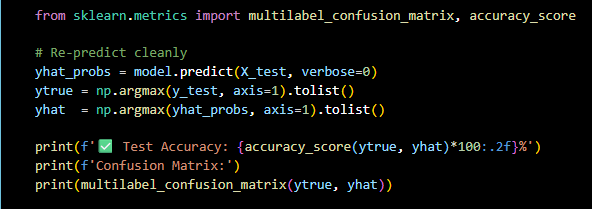 from sklearn.metrics import multilabel_confusion_matrix, accuracy_score

# Re-predict cleanly
yhat_probs = model.predict(X_test, verbose=0)
ytrue = np.argmax(y_test, axis=1).tolist()
yhat  = np.argmax(yhat_probs, axis=1).tolist()

print(f'✅ Test Accuracy: {accuracy_score(ytrue, yhat)*100:.2f}%')
print(f'Confusion Matrix:')
print(multilabel_confusion_matrix(ytrue, yhat))